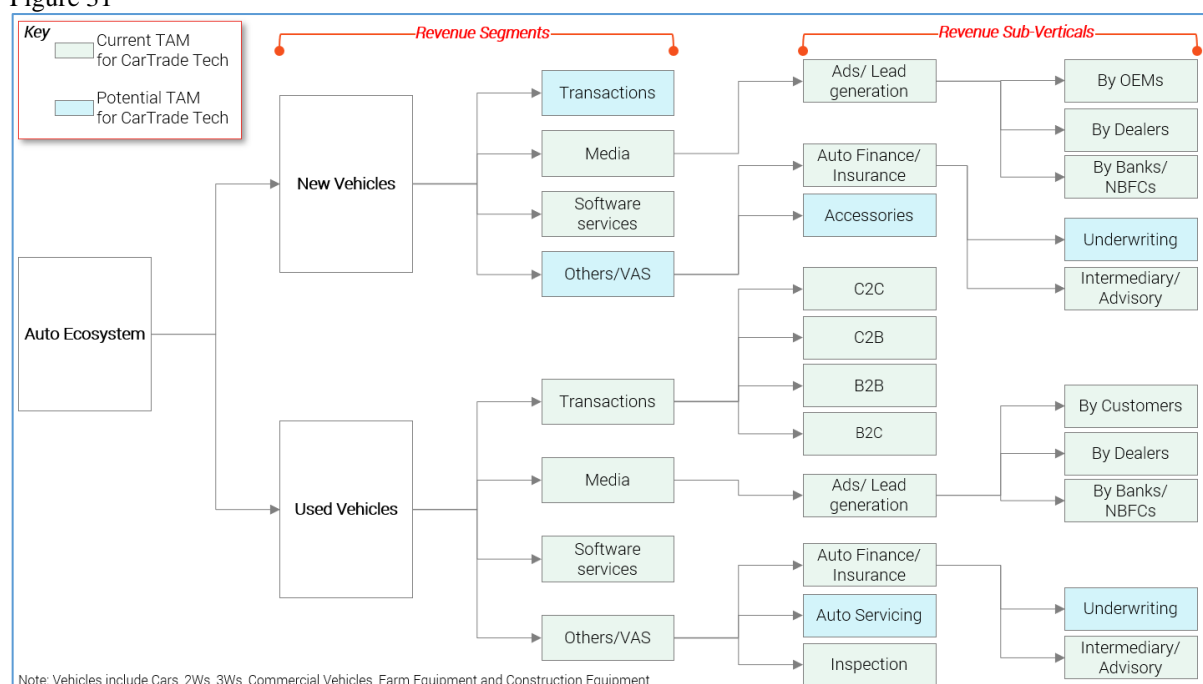 Figure 31
Key
Current TAM
for CarTrade Tech
Potential TAM
for CarTrade Tech
Revenue Segments
Revenue Sub-Verticals
Auto Ecosystem
New Vehicles
Transactions
Media
Software
services
Others/VAS
Ads/ Lead
generation
By OEMs
By Dealers
By Banks/
NBFCs
Auto Finance/
Insurance
Accessories
Underwriting
Intermediary/
Advisory
Used Vehicles
Transactions
C2C
C2B
B2B
B2C
Media
Ads/ Lead
generation
By Customers
By Dealers
By Banks/
NBFCs
Software
services
Others/VAS
Auto Finance/
Insurance
Auto Servicing
Inspection
Underwriting
Intermediary/
Advisory
Note: Vehicles include Cars, 2Ws, 3Ws, Commercial Vehicles, Farm Equipment and Construction Equipment